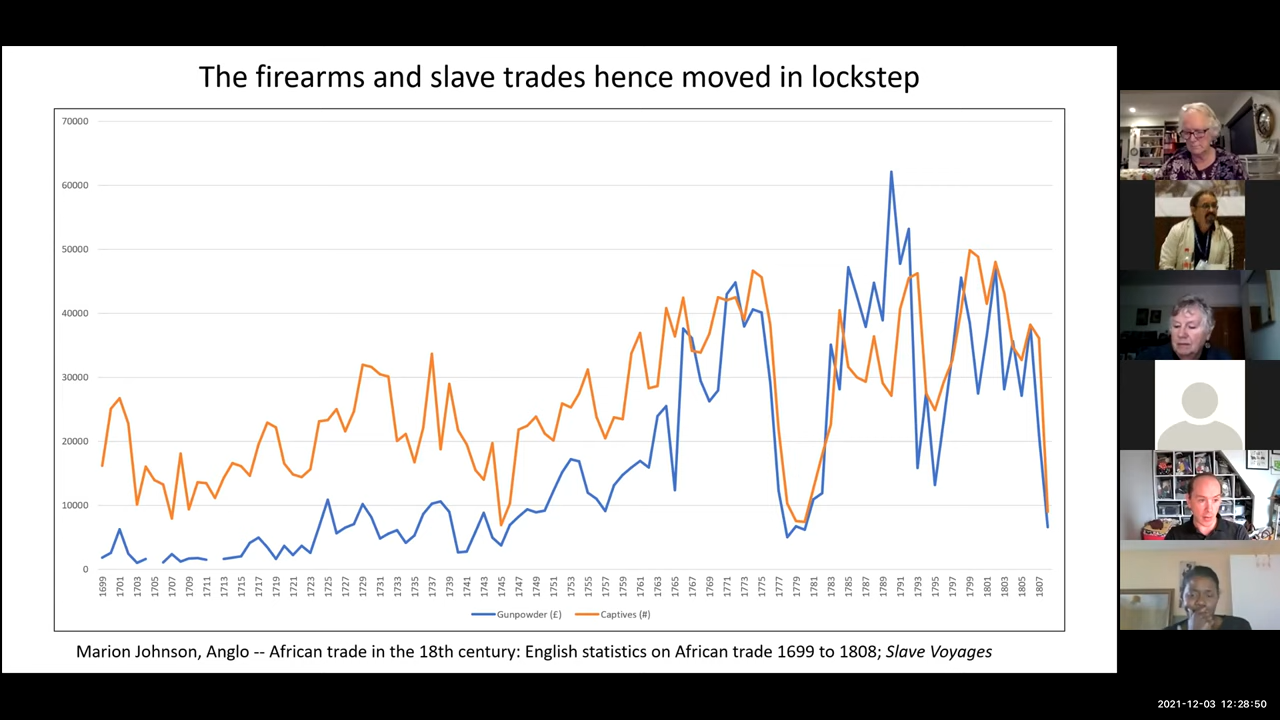 The firearms and slave trades hence moved in lockstep
70000
60000
50000
40000
30000
20000
10000
0
1699 1701 1703 1705 1707 1709 1711 1713 1715 1717 1719 1721 1723 1725 1727 1729 1731 1733 1735 1737 1739 1741 1743 1745 1747 1749 1751 1753 1755 1757 1759 1761 1763 1765 1767 1769 1771 1773 1775 1777 1779 1781 1783 1785 1787 1789 1791 1793 1795 1797 1799 1801 1803 1805 1807
Gunpowder (£) Captives (#)
Marion Johnson, Anglo -- African trade in the 18th century: English statistics on African trade 1699 to 1808; Slave Voyages
2021-12-03 12:28:50